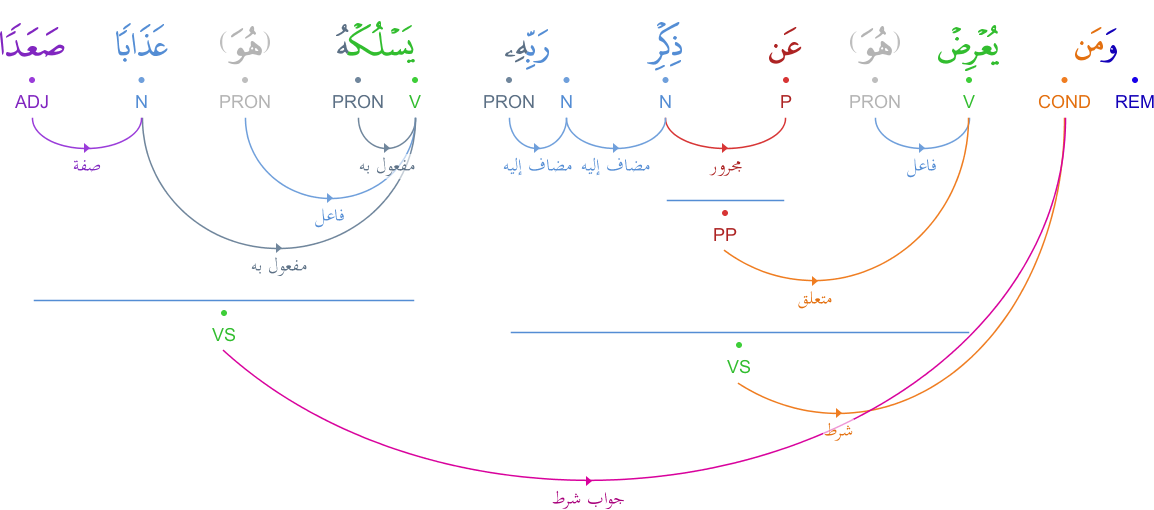 وَمَن يُعْرِضْ (هُوَ) عَن ذِكْرِ رَبِّهِۦ يَسْلُكْهُ (هُوَ) عَذَابًا صَعَدًا
REM COND V PRON P N N PRON V PRON PRON N ADJ
فاعل مجرور مضاف إليه مضاف إليه مفعول به صفة
فاعل
PP
مفعول به
متعلق
VS
VS
شرط
جواب شرط